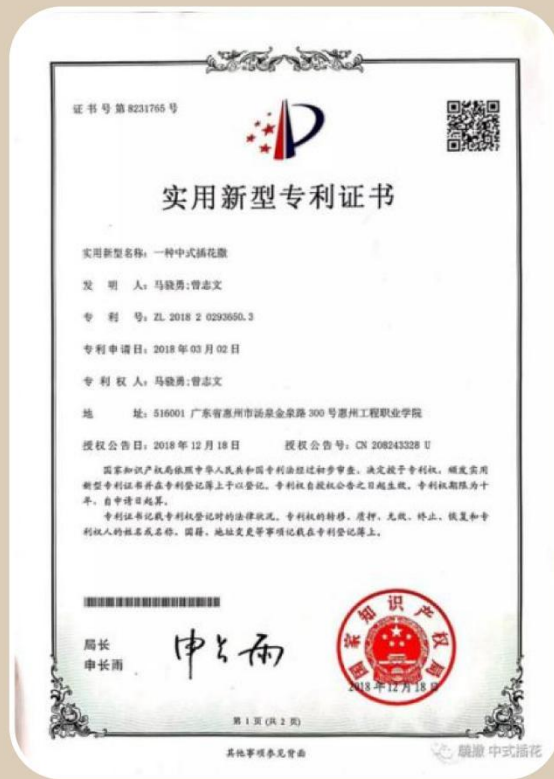 证书号第8231765号
实用新型专利证书
实用新型名称：一种中式插花撒
发明人：马骏勇;曾志文
专利号：ZL 2018 2 0293650.3
专利申请日：2018年03月02日
专利权人：马骏勇;曾志文
地址：516001 广东省惠州市汤泉金泉路300号惠州工程职业学院
授权公告日：2018年12月18日 授权公告号：CN 208243328 U
国家知识产权局依照中华人民共和国专利法经过初步审查，决定授予专利权，颁发实用
新型专利证书并在专利登记簿上予以登记。专利权自授权公告之日起生效。专利权期限为十
年，自申请日起算。
专利证书记载专利权登记时的法律状况。专利权的转移、质押、无效、终止、恢复和专
利权人的姓名或名称、国籍、地址变更等事项记载在专利登记簿上。
局长
申长雨
申长雨
国家知识产权局
2018年12月18日
第1页(共2页)
其他事项参见背面
中式插花